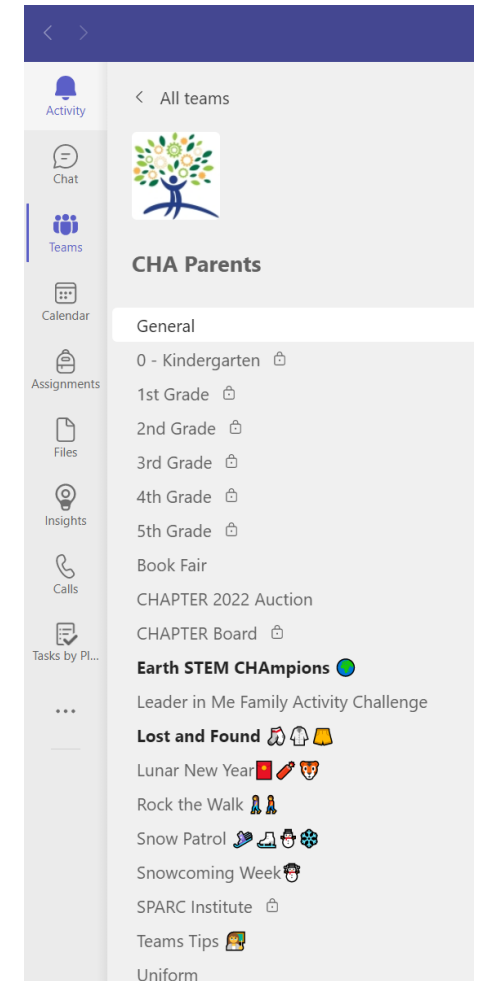 Activity
Chat
Teams
Calendar
Assignments
Files
Insights
Calls
Tasks by Pl...
All teams
CHA Parents
General
0 - Kindergarten
1st Grade
2nd Grade
3rd Grade
4th Grade
5th Grade
Book Fair
CHAPTER 2022 Auction
CHAPTER Board
Earth STEM CHAmpions 🌍
Leader in Me Family Activity Challenge
Lost and Found 🧦🥼🩳
Lunar New Year🧧🧨🐯
Rock the Walk 🚶‍♀️🚶
Snow Patrol 🧤⛸️☃️❄️
Snowcoming Week☃️
SPARC Institute
Teams Tips 👩‍🏫
Uniform